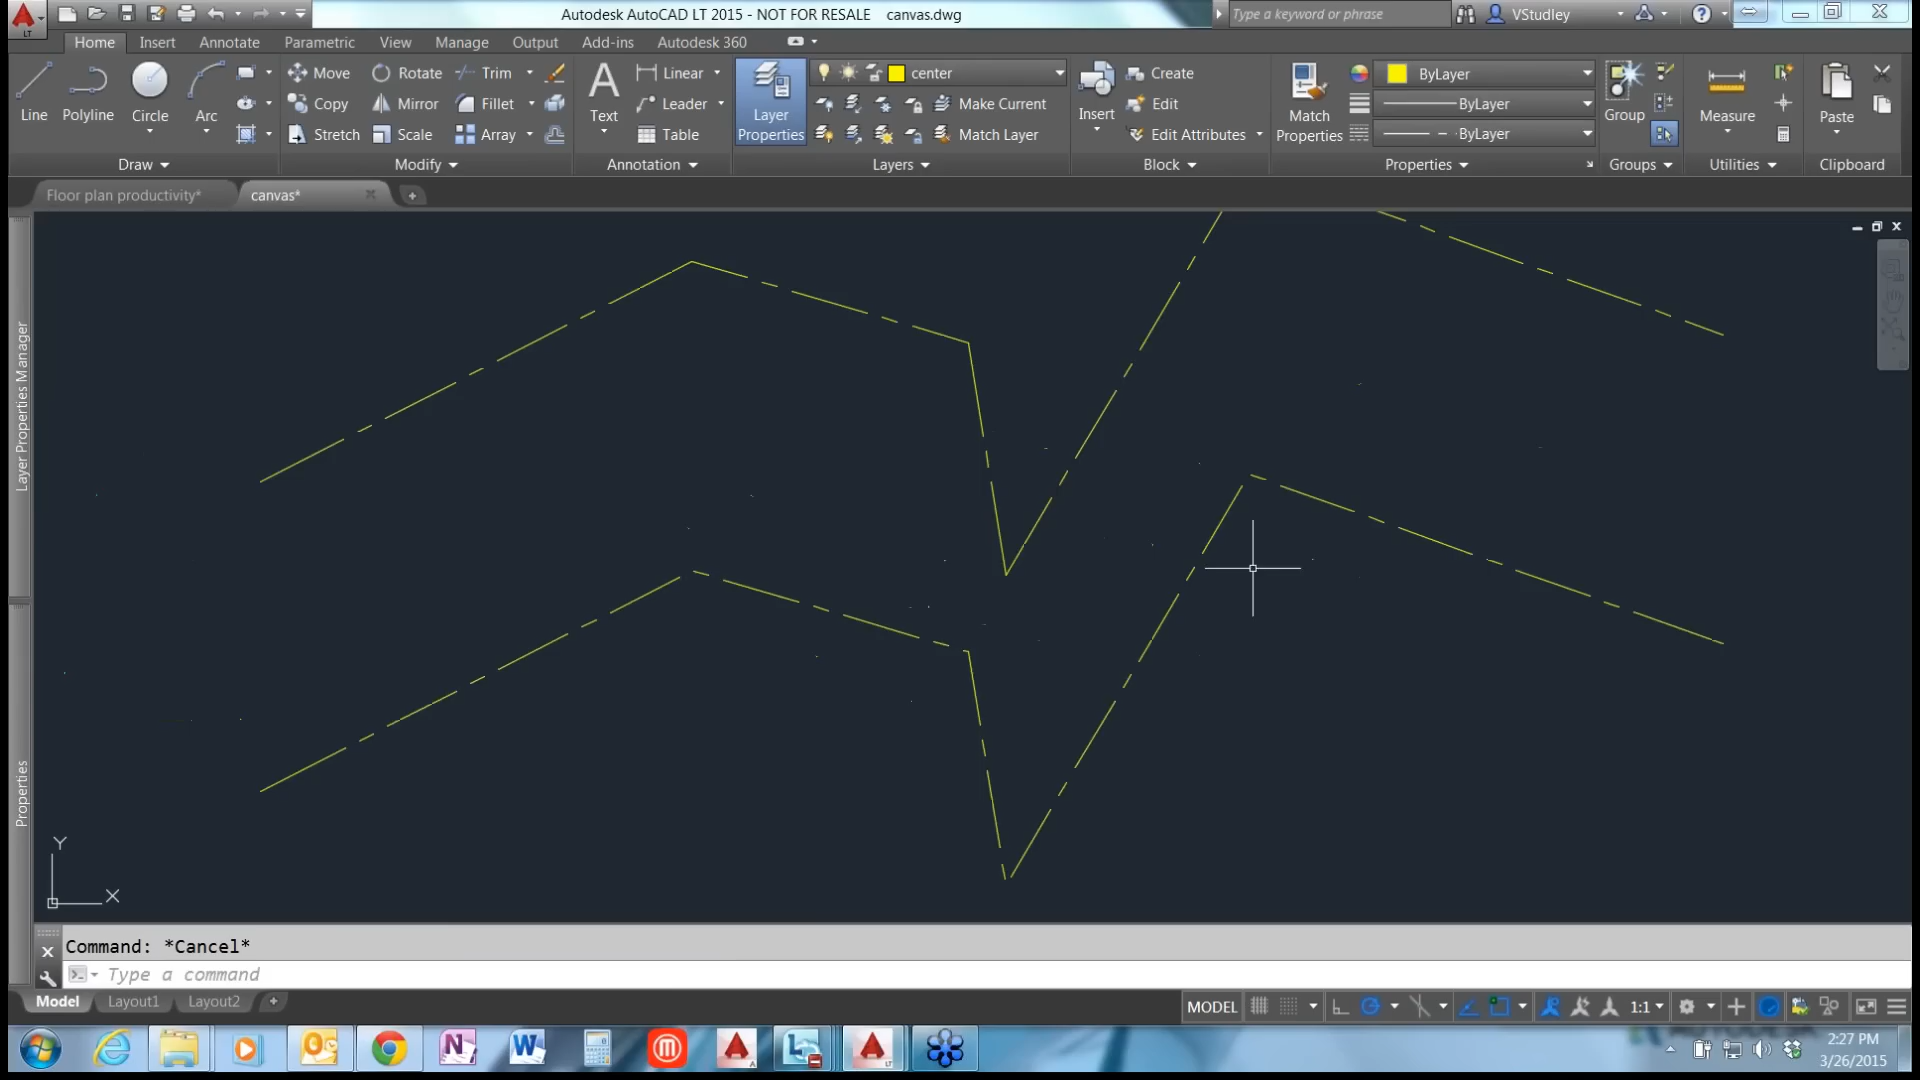 Autodesk AutoCAD LT 2015 - NOT FOR RESALE canvas.dwg
Type a keyword or phrase
VStudley
LT
Home Insert Annotate Parametric View Manage Output Add-ins Autodesk 360
Line Polyline Circle Arc
Move Rotate Trim
Copy Mirror Fillet
Stretch Scale Array
Text Linear
Leader
Table
Layer Properties
center
Make Current
Match Layer
Insert Create
Edit
Edit Attributes
Match Properties
ByLayer
ByLayer
ByLayer
Group Measure Paste
Draw Modify Annotation Layers Block Properties Groups Utilities Clipboard
Floor plan productivity* canvas*
Layer Properties Manager
Properties
Y
X
Command: *Cancel*
Type a command
Model Layout1 Layout2
MODEL 1:1
2:27 PM
3/26/2015